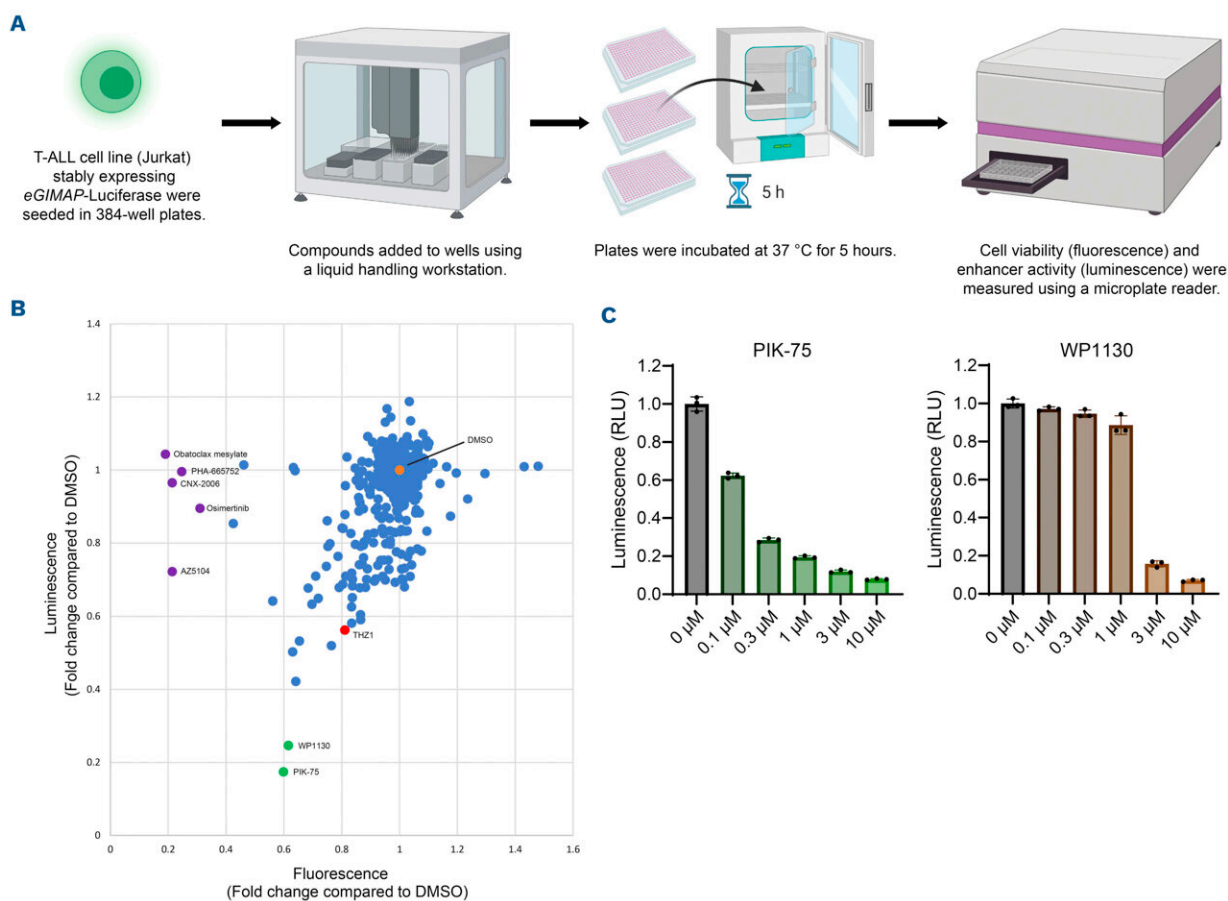 A
T-ALL cell line (Jurkat)
stably expressing
eGIMAP-Luciferase were
seeded in 384-well plates.
Compounds added to wells using
a liquid handling workstation.
5 h
Plates were incubated at 37 °C for 5 hours.
Cell viability (fluorescence) and
enhancer activity (luminescence) were
measured using a microplate reader.
B
Luminescence
(Fold change compared to DMSO)
1.4
1.2
1
0.8
0.6
0.4
0.2
0
DMSO
Obatoclax mesylate
PHA-665752
CNX-2006
Osimertinib
AZ5104
THZ1
WP1130
PIK-75
0 0.2 0.4 0.6 0.8 1 1.2 1.4 1.6
Fluorescence
(Fold change compared to DMSO)
C
PIK-75
Luminescence (RLU)
1.2
1.0
0.8
0.6
0.4
0.2
0.0
0 µM 0.1 µM 0.3 µM 1 µM 3 µM 10 µM
WP1130
Luminescence (RLU)
1.2
1.0
0.8
0.6
0.4
0.2
0.0
0 µM 0.1 µM 0.3 µM 1 µM 3 µM 10 µM